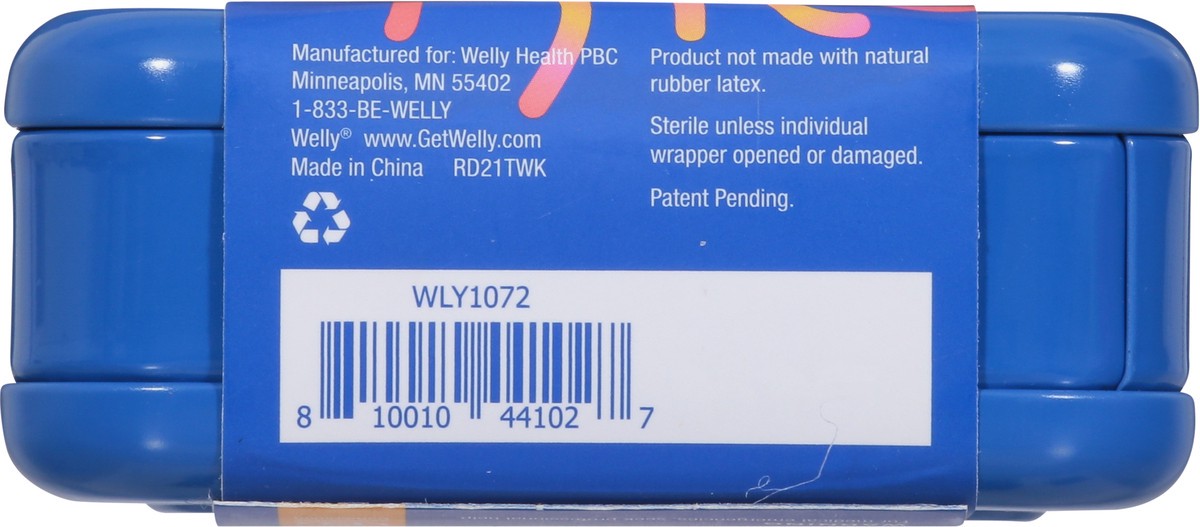 Manufactured for: Welly Health PBC
Minneapolis, MN 55402
1-833-BE-WELLY
Welly® www.GetWelly.com
Made in China RD21TWK
Product not made with natural
rubber latex.
Sterile unless individual
wrapper opened or damaged.
Patent Pending.
WLY1072
8 10010 44102 7